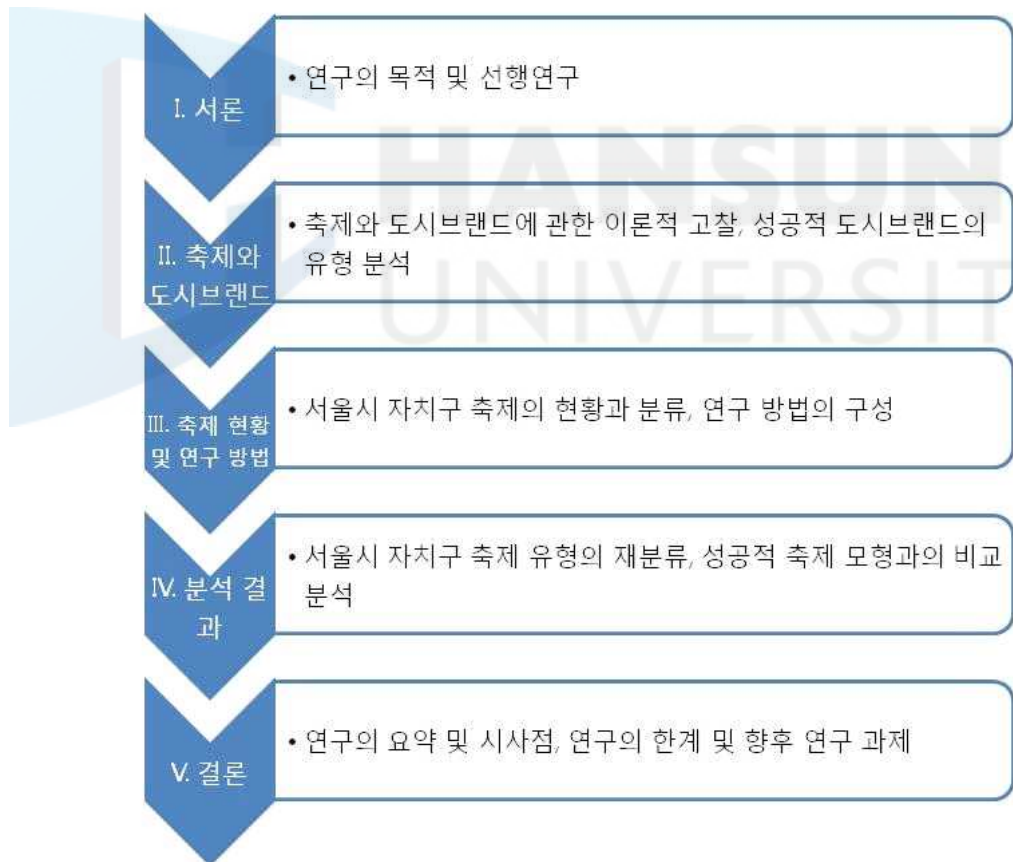 I. 서론
• 연구의 목적 및 선행연구
II. 축제와
도시브랜드
• 축제와 도시브랜드에 관한 이론적 고찰, 성공적 도시브랜드의
유형 분석
III. 축제 현황
및 연구 방법
• 서울시 자치구 축제의 현황과 분류, 연구 방법의 구성
IV. 분석 결
과
• 서울시 자치구 축제 유형의 재분류, 성공적 축제 모형과의 비교
분석
V. 결론
• 연구의 요약 및 시사점, 연구의 한계 및 향후 연구 과제
HANSUN
UNIVERSIT